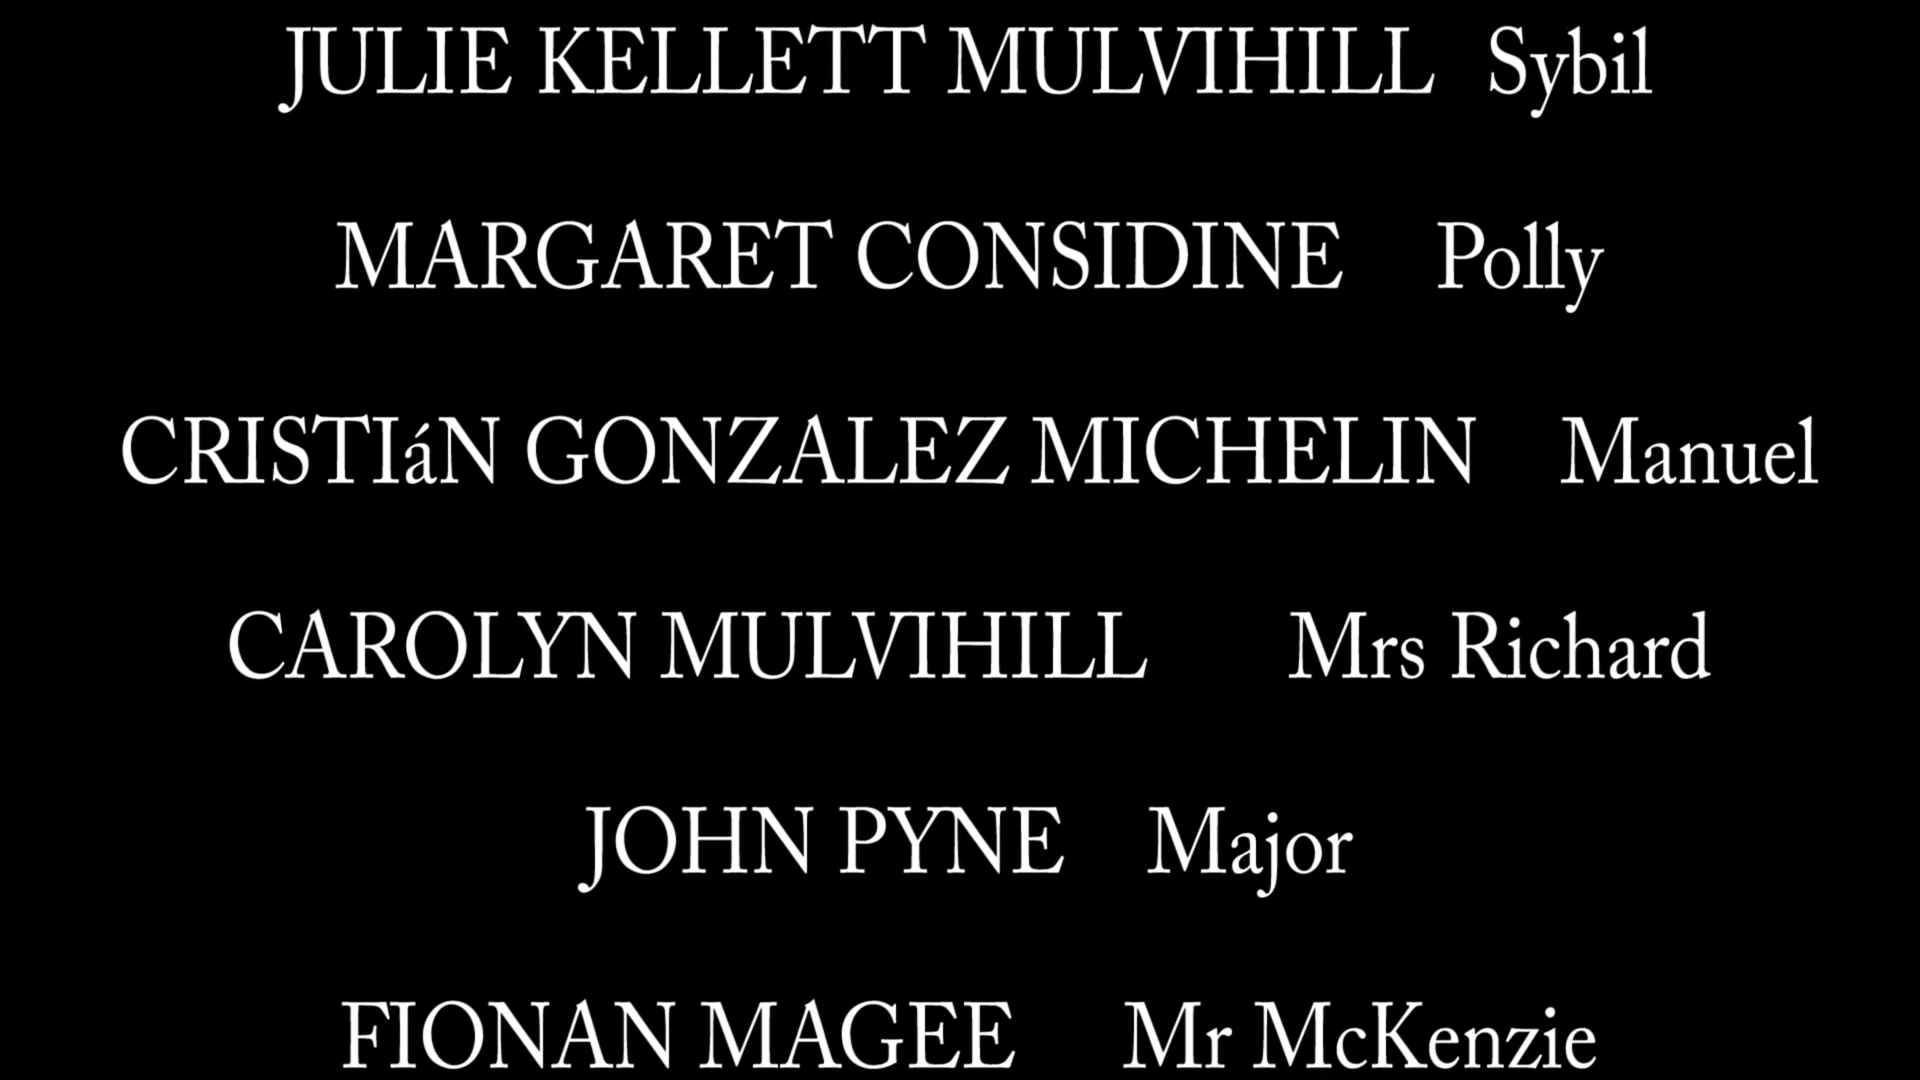 JULIE KELLETT MULVIHILL Sybil
MARGARET CONSIDINE Polly
CRISTIáN GONZALEZ MICHELIN Manuel
CAROLYN MULVIHILL Mrs Richard
JOHN PYNE Major
FIONAN MAGEE Mr McKenzie